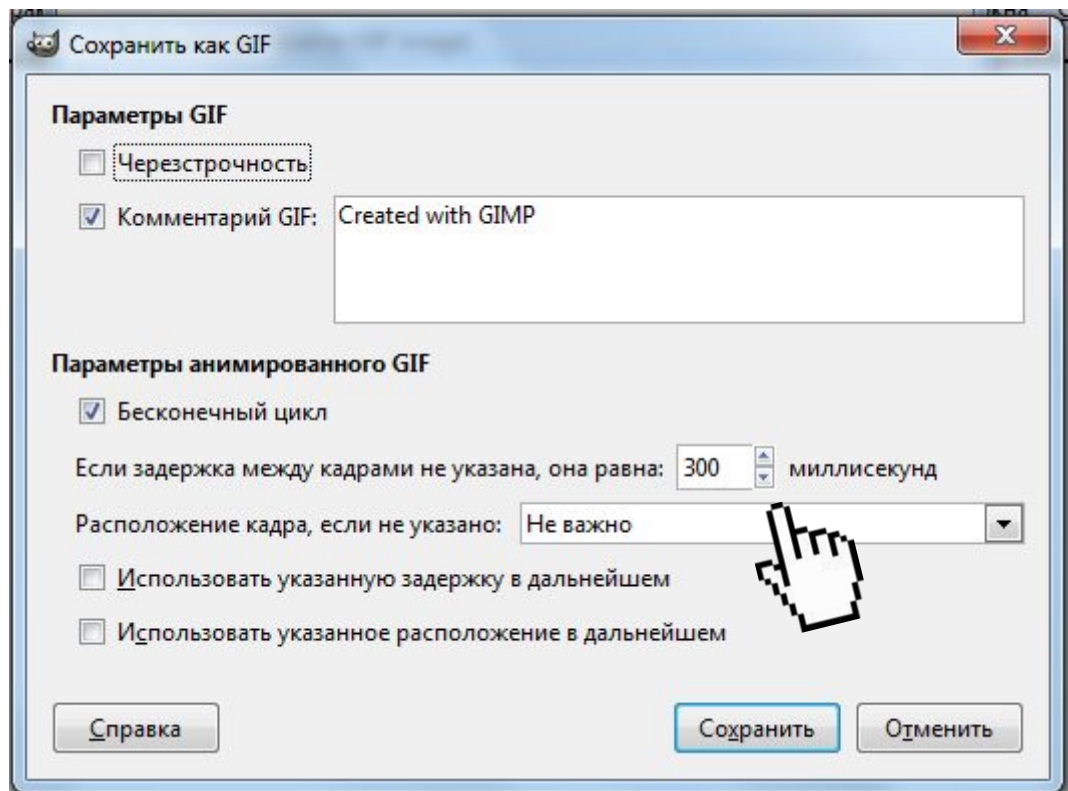 Сохранить как GIF
Параметры GIF
Черезстрочность
Комментарий GIF: Created with GIMP
Параметры анимированного GIF
Бесконечный цикл
Если задержка между кадрами не указана, она равна: 300 миллисекунд
Расположение кадра, если не указано: Не важно
Использовать указанную задержку в дальнейшем
Использовать указанное расположение в дальнейшем
Справка Сохранить Отменить